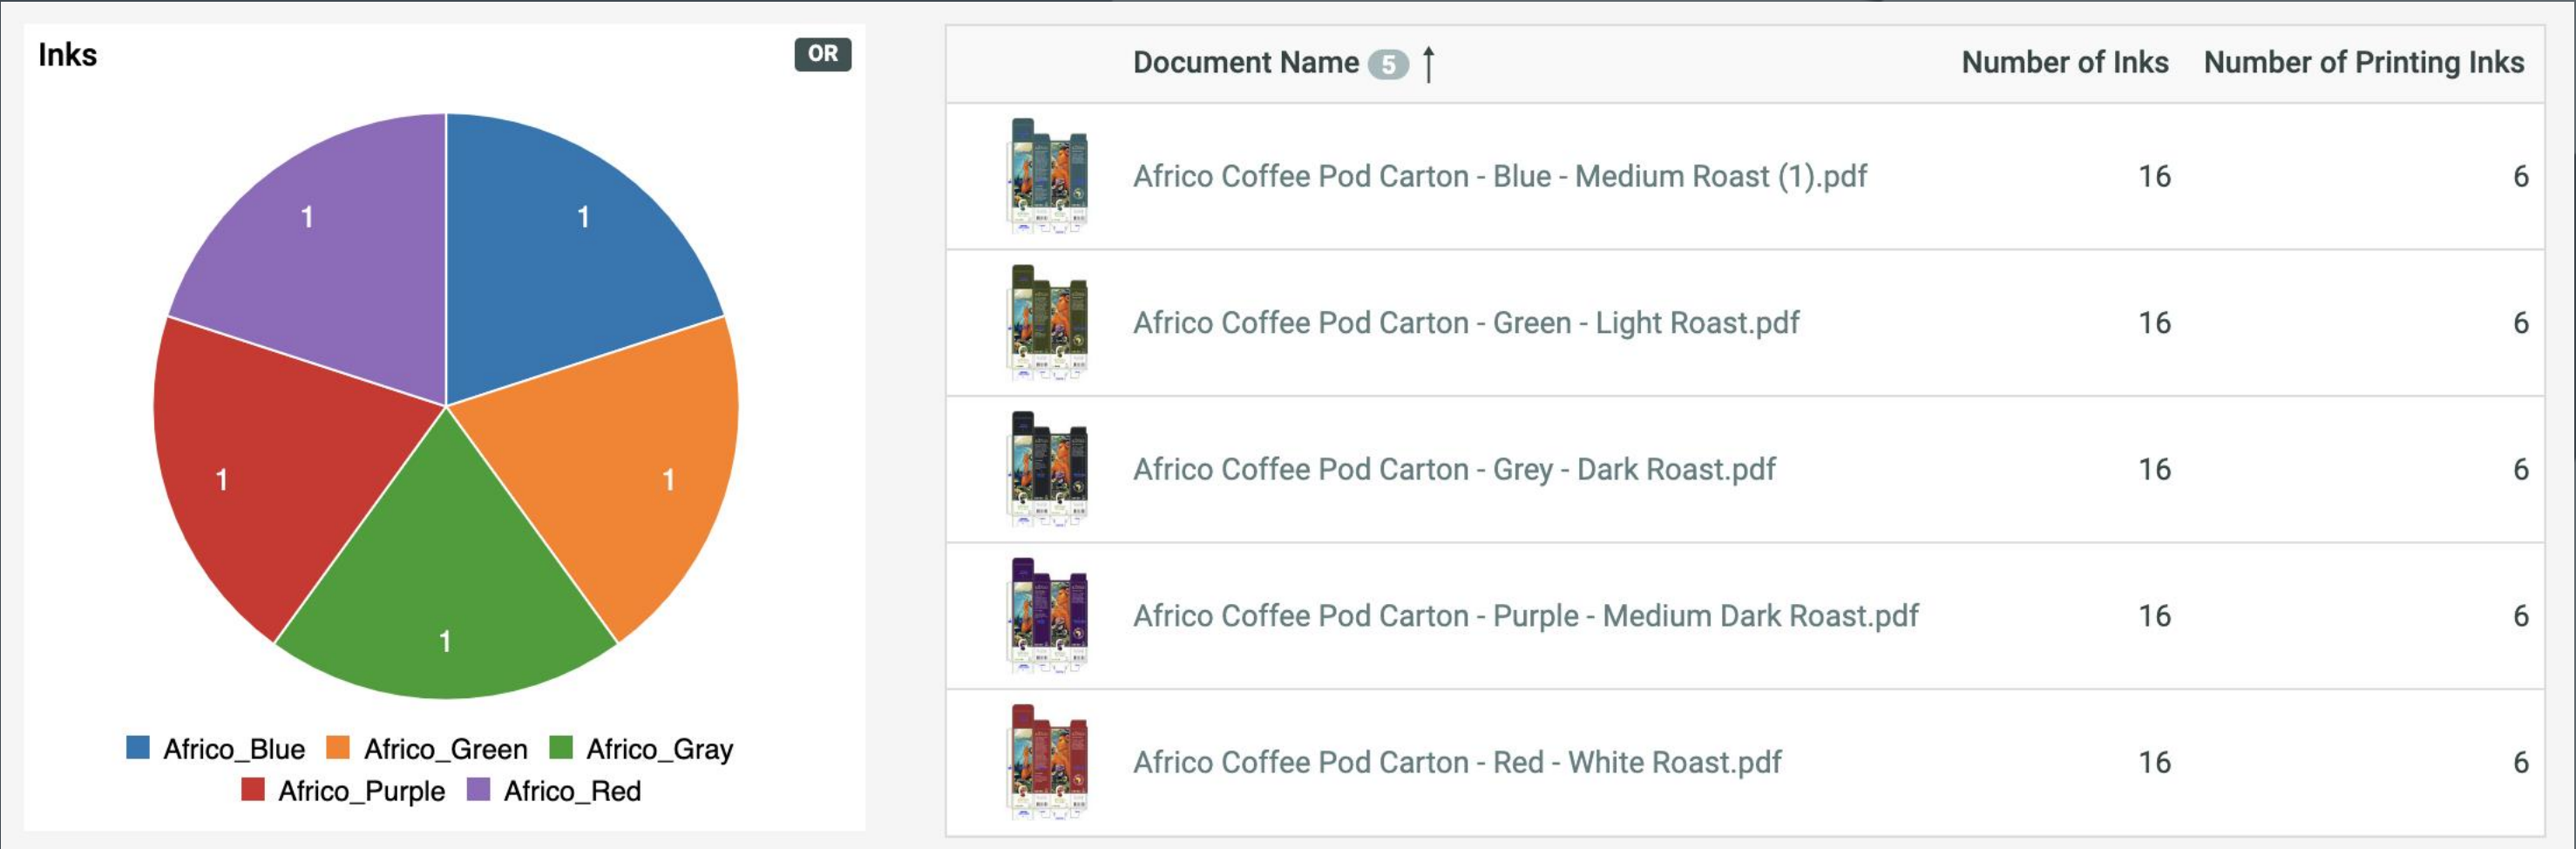 Inks
OR
1
1
1
1
1
Africo_Blue Africo_Green Africo_Gray
Africo_Purple Africo_Red
Document Name 5 ↑ Number of Inks Number of Printing Inks
Africo Coffee Pod Carton - Blue - Medium Roast (1).pdf 16 6
Africo Coffee Pod Carton - Green - Light Roast.pdf 16 6
Africo Coffee Pod Carton - Grey - Dark Roast.pdf 16 6
Africo Coffee Pod Carton - Purple - Medium Dark Roast.pdf 16 6
Africo Coffee Pod Carton - Red - White Roast.pdf 16 6